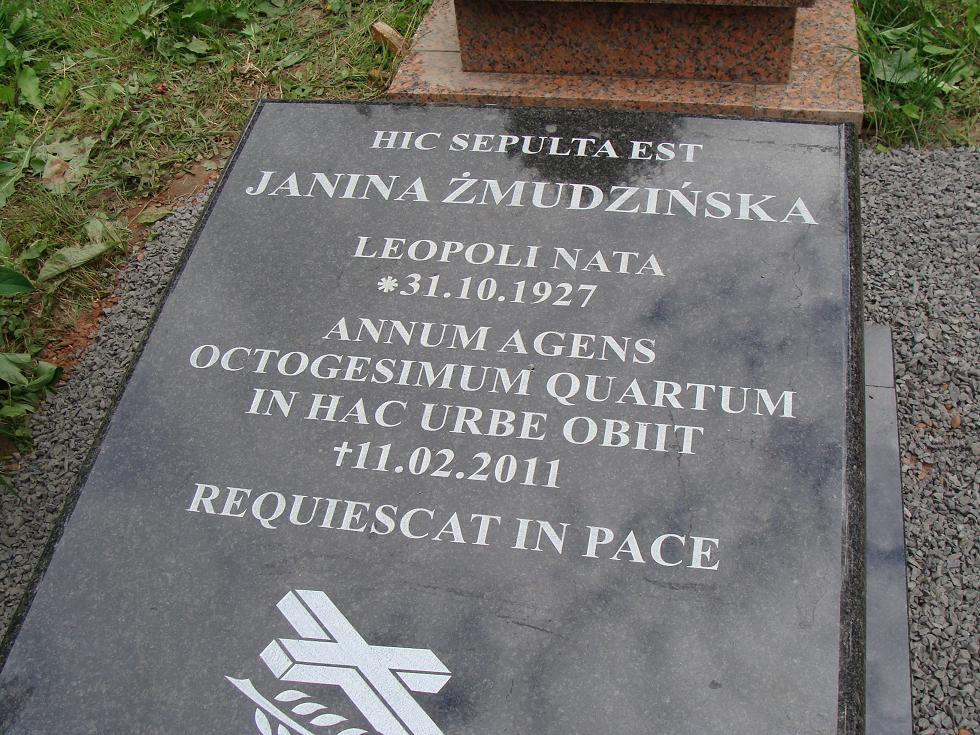 HIC SEPULTA EST
JANINA ŻMUDZIŃSKA
LEOPOLI NATA
*31.10.1927
ANNUM AGENS
OCTOGESIMUM QUARTUM
IN HAC URBE OBIIT
†11.02.2011
REQUIESCAT IN PACE